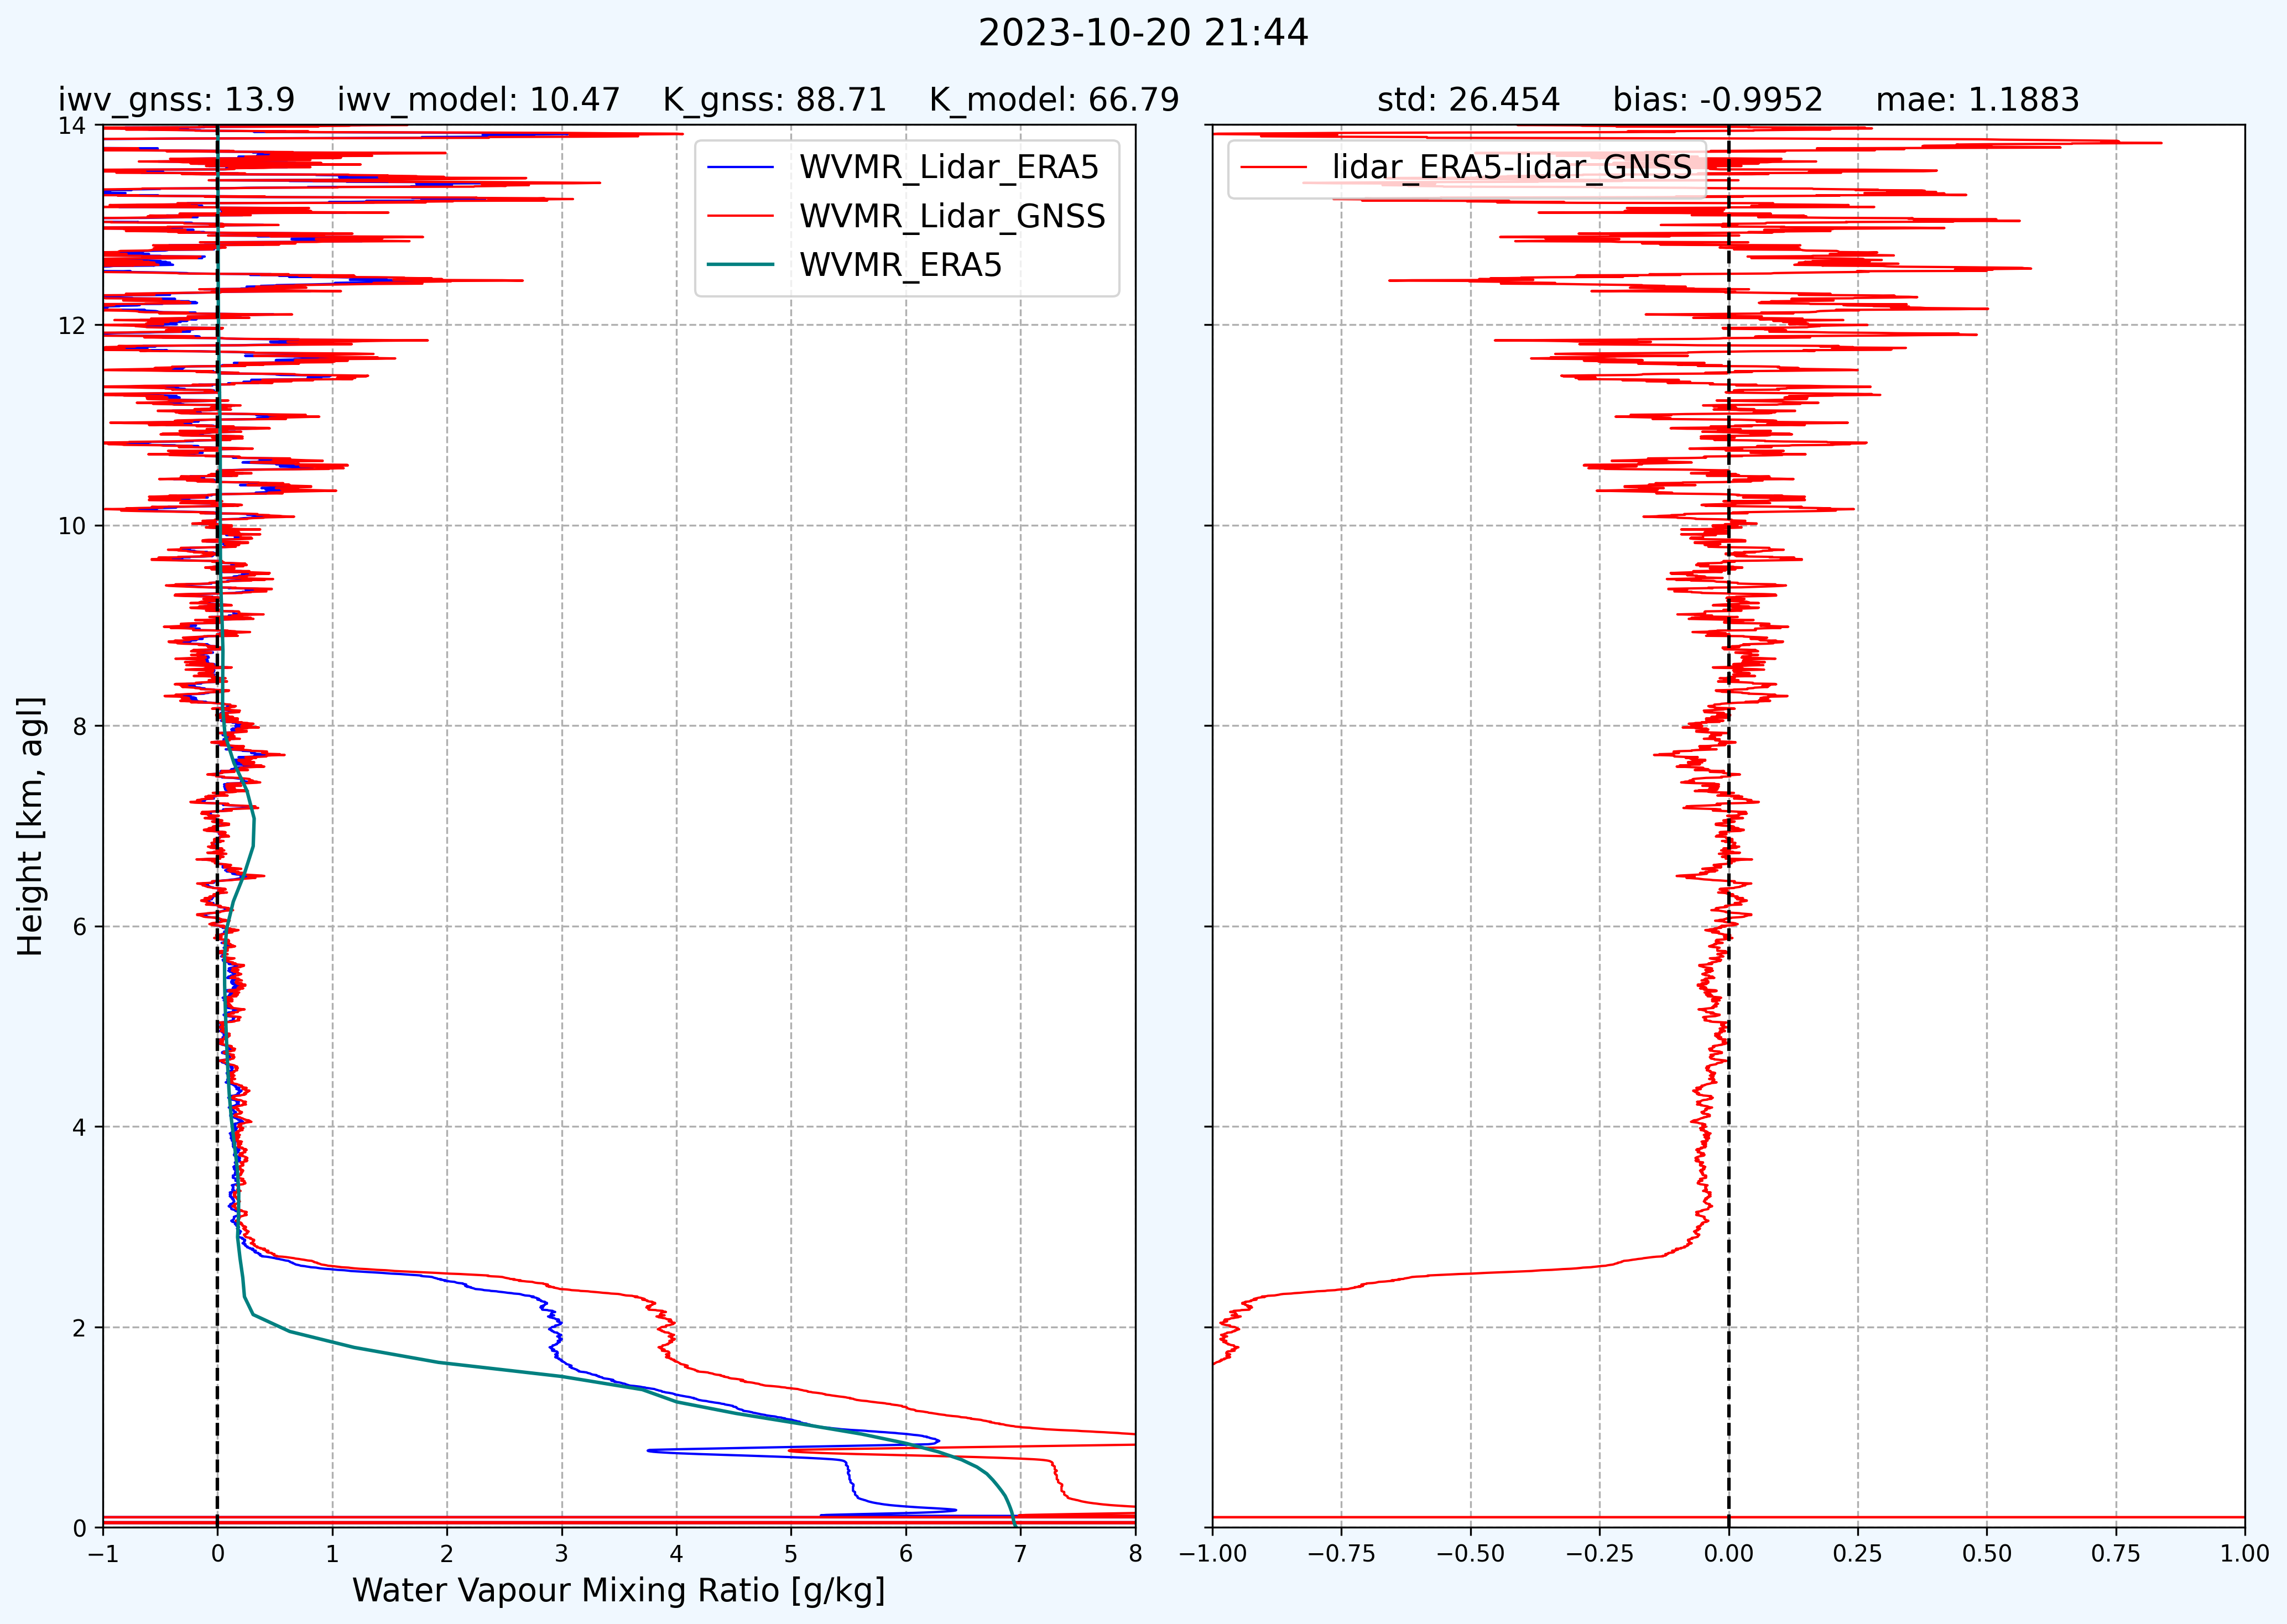 2023-10-20 21:44
iwv_gnss: 13.9 iwv_model: 10.47 K_gnss: 88.71 K_model: 66.79
std: 26.454 bias: -0.9952 mae: 1.1883
WVMR_Lidar_ERA5
WVMR_Lidar_GNSS
WVMR_ERA5
lidar_ERA5-lidar_GNSS
Height [km, agl]
14
12
10
8
6
4
2
0
−1 0 1 2 3 4 5 6 7 8
−1.00 −0.75 −0.50 −0.25 0.00 0.25 0.50 0.75 1.00
Water Vapour Mixing Ratio [g/kg]